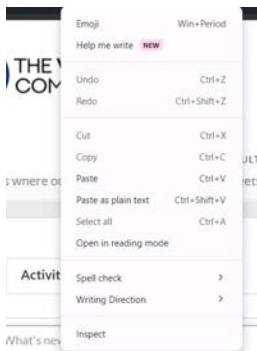 Emoji Win+Period
Help me write NEW
THE
COM
Undo Ctrl+Z
Redo Ctrl+Shift+Z
Cut Ctrl+X
Copy Ctrl+C
Paste Ctrl+V
Paste as plain text Ctrl+Shift+V
Select all Ctrl+A
Open in reading mode
Activit
Spell check >
Writing Direction >
Inspect
What's new